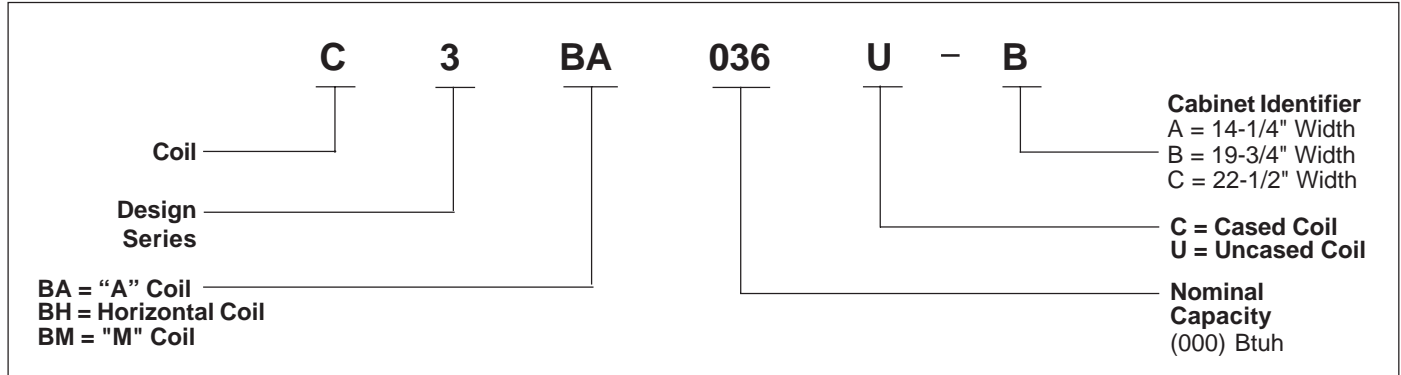 C 3 BA 036 U – B
Coil
Design
Series
BA = “A” Coil
BH = Horizontal Coil
BM = "M" Coil
Cabinet Identifier
A = 14-1/4" Width
B = 19-3/4" Width
C = 22-1/2" Width
C = Cased Coil
U = Uncased Coil
Nominal
Capacity
(000) Btuh